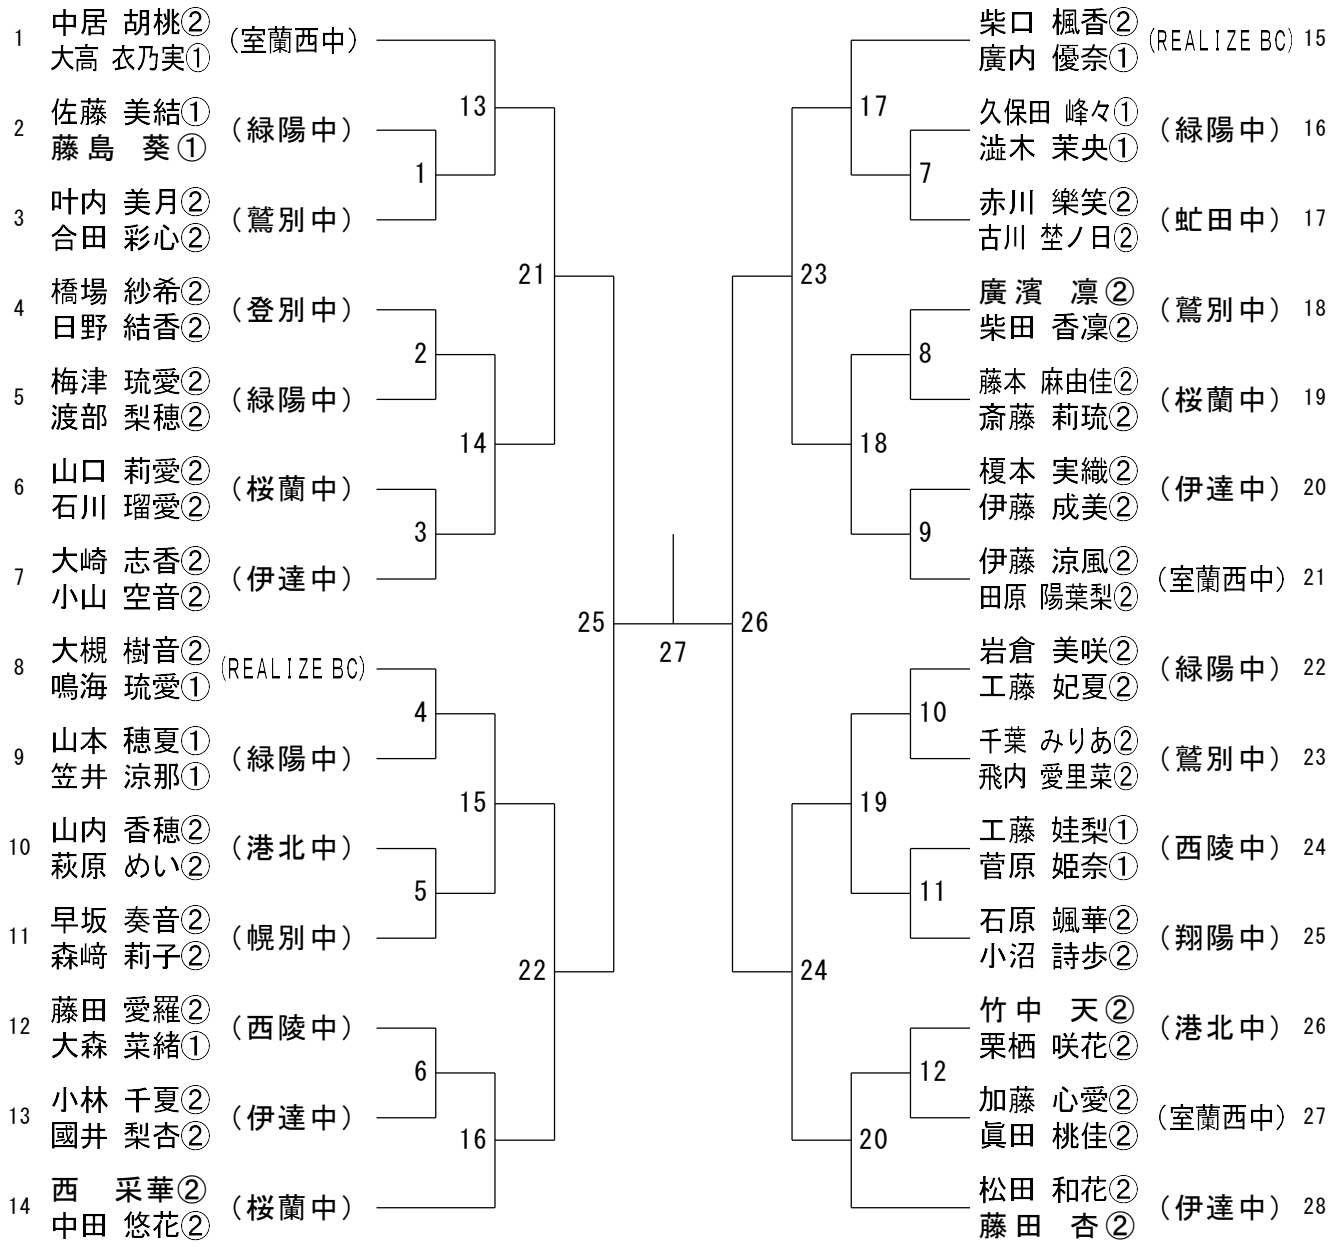 1 中居 胡桃② 大高 衣乃実① (室蘭西中)
2 佐藤 美結① 藤島 葵① (緑陽中)
3 叶内 美月② 合田 彩心② (鷲別中)
4 橋場 紗希② 日野 結香② (登別中)
5 梅津 琉愛② 渡部 梨穂② (緑陽中)
6 山口 莉愛② 石川 瑠愛② (桜蘭中)
7 大崎 志香② 小山 空音② (伊達中)
8 大槻 樹音② 鳴海 琉愛① (REALIZE BC)
9 山本 穂夏① 笠井 涼那① (緑陽中)
10 山内 香穂② 萩原 めい② (港北中)
11 早坂 奏音② 森﨑 莉子② (幌別中)
12 藤田 愛羅② 大森 菜緒① (西陵中)
13 小林 千夏② 國井 梨杏② (伊達中)
14 西 采華② 中田 悠花② (桜蘭中)
13
1
21
2
14
3
25
4
15
5
22
6
16
27
17
7
23
8
18
9
26
10
19
11
24
12
20
柴口 楓香② 廣内 優奈① (REALIZE BC) 15
久保田 峰々① 澁木 茉央① (緑陽中) 16
赤川 樂笑② 古川 埜ノ日② (虻田中) 17
廣濱 凛② 柴田 香凜② (鷲別中) 18
藤本 麻由佳② 斎藤 莉琉② (桜蘭中) 19
榎本 実織② 伊藤 成美② (伊達中) 20
伊藤 涼風② 田原 陽葉梨② (室蘭西中) 21
岩倉 美咲② 工藤 妃夏② (緑陽中) 22
千葉 みりあ② 飛内 愛里菜② (鷲別中) 23
工藤 娃梨① 菅原 姫奈① (西陵中) 24
石原 颯華② 小沼 詩歩② (翔陽中) 25
竹中 天② 栗栖 咲花② (港北中) 26
加藤 心愛② 眞田 桃佳② (室蘭西中) 27
松田 和花② 藤田 杏② (伊達中) 28